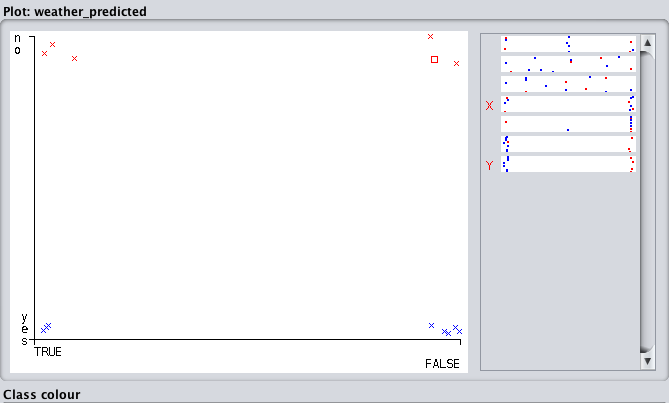 Plot: weather_predicted
no
X
Y
yes
TRUE
FALSE
Class colour